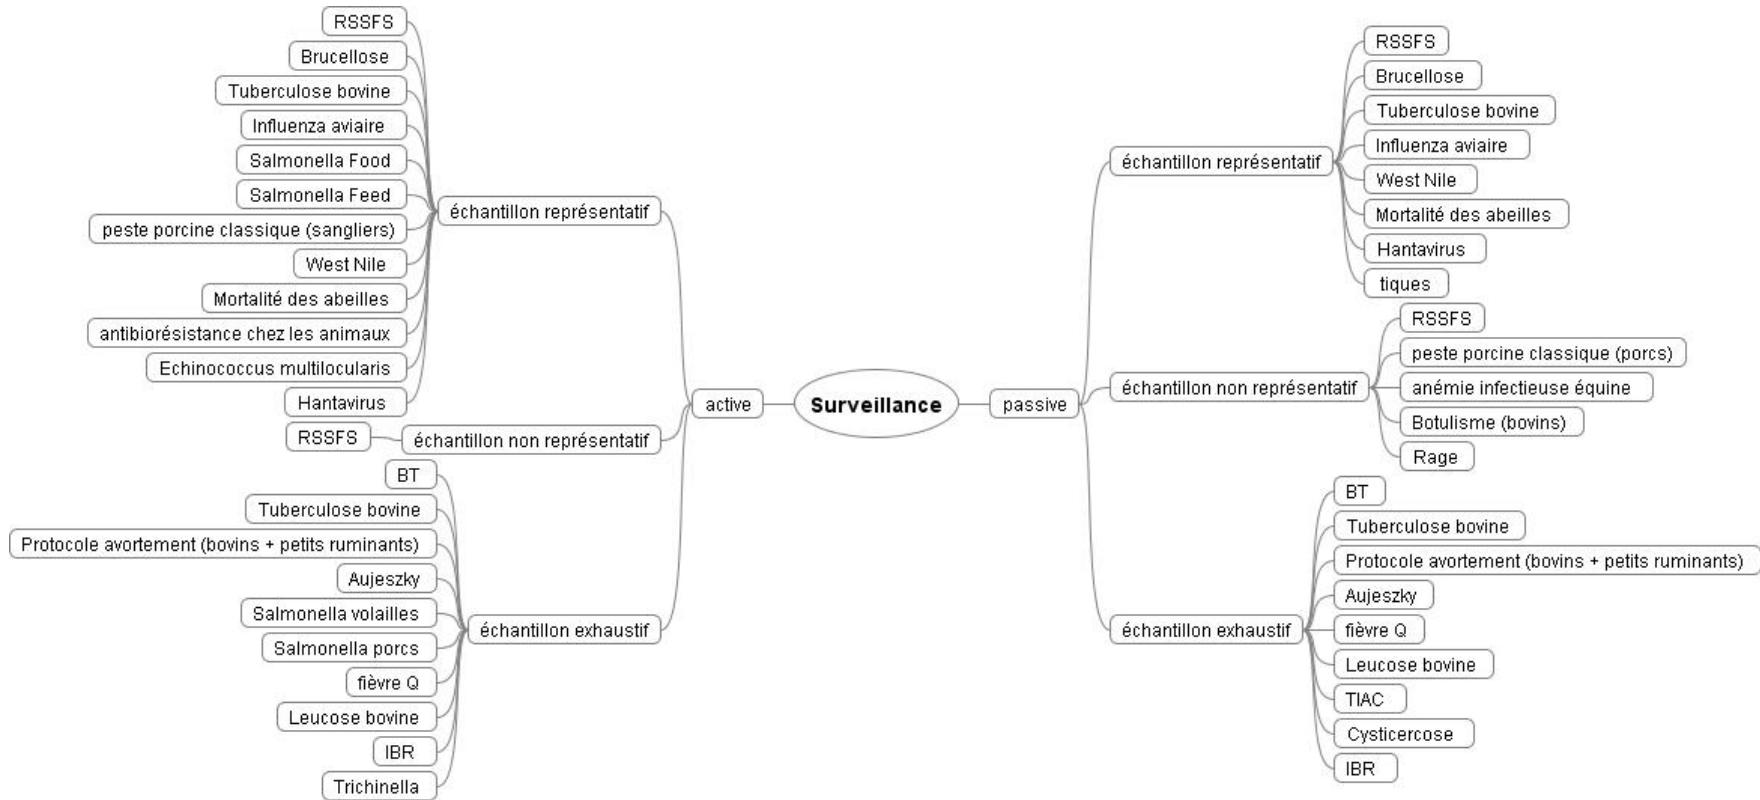 Surveillance
active
échantillon représentatif
RSSFS
Brucellose
Tuberculose bovine
Influenza aviaire
Salmonella Food
Salmonella Feed
peste porcine classique (sangliers)
West Nile
Mortalité des abeilles
antibiorésistance chez les animaux
Echinococcus multilocularis
Hantavirus
échantillon non représentatif
RSSFS
échantillon exhaustif
BT
Tuberculose bovine
Protocole avortement (bovins + petits ruminants)
Aujeszky
Salmonella volailles
Salmonella porcs
fièvre Q
Leucose bovine
IBR
Trichinella
passive
échantillon représentatif
RSSFS
Brucellose
Tuberculose bovine
Influenza aviaire
West Nile
Mortalité des abeilles
Hantavirus
tiques
échantillon non représentatif
RSSFS
peste porcine classique (porcs)
anémie infectieuse équine
Botulisme (bovins)
Rage
échantillon exhaustif
BT
Tuberculose bovine
Protocole avortement (bovins + petits ruminants)
Aujeszky
fièvre Q
Leucose bovine
TIAC
Cysticercose
IBR